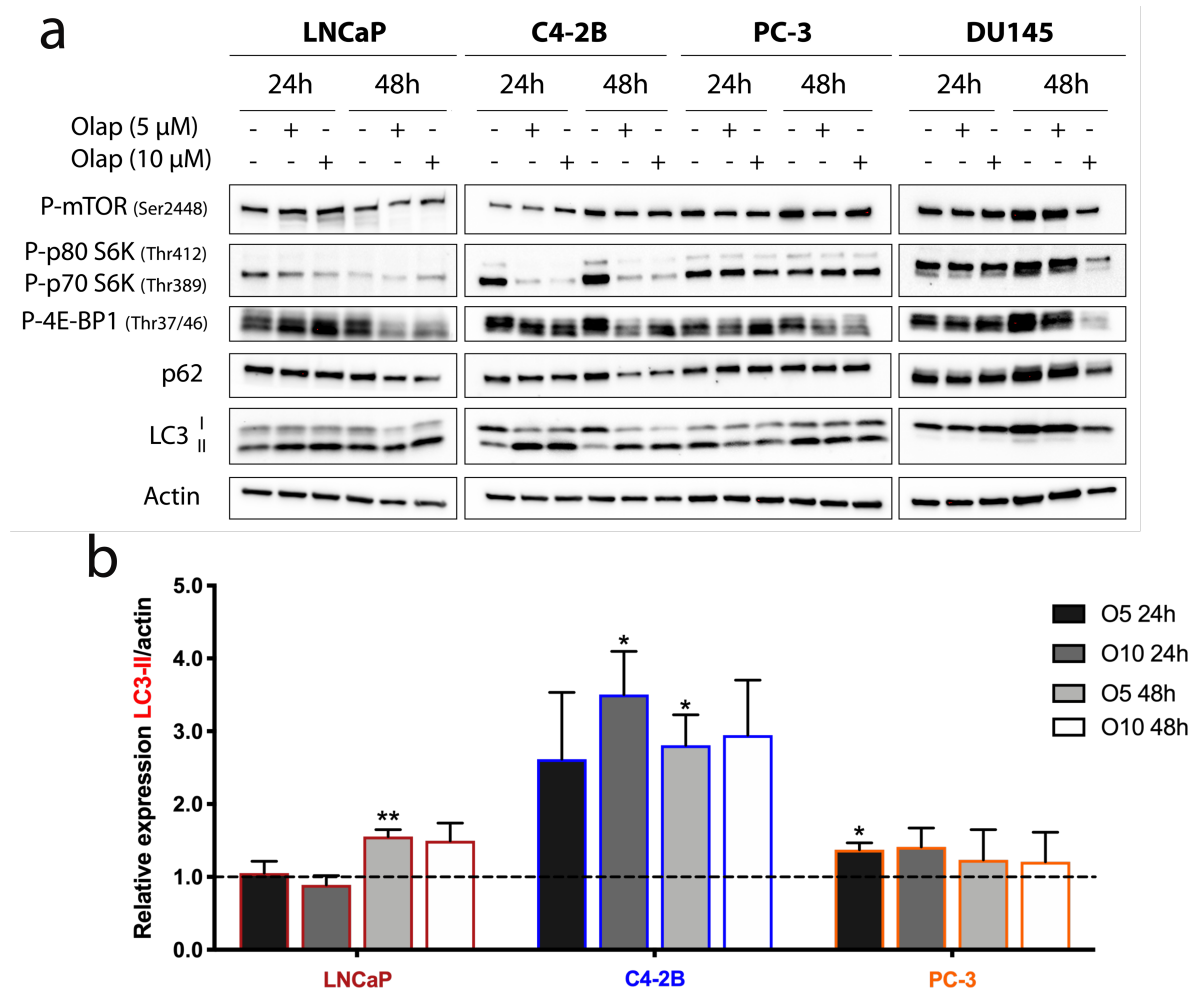 a
LNCaP C4-2B PC-3 DU145
24h 48h 24h 48h 24h 48h 24h 48h
Olap (5 µM) - + - - + - - + - - + - - + - - + - - + - - + -
Olap (10 µM) - - + - - + - - + - - + - - + - - + - - + - - +
P-mTOR (Ser2448)
P-p80 S6K (Thr412)
P-p70 S6K (Thr389)
P-4E-BP1 (Thr37/46)
p62
LC3 I
II
Actin
b
Relative expression LC3-II/actin
5.0
4.0
3.0
2.0
1.0
0.0
** * * *
O5 24h
O10 24h
O5 48h
O10 48h
LNCaP C4-2B PC-3